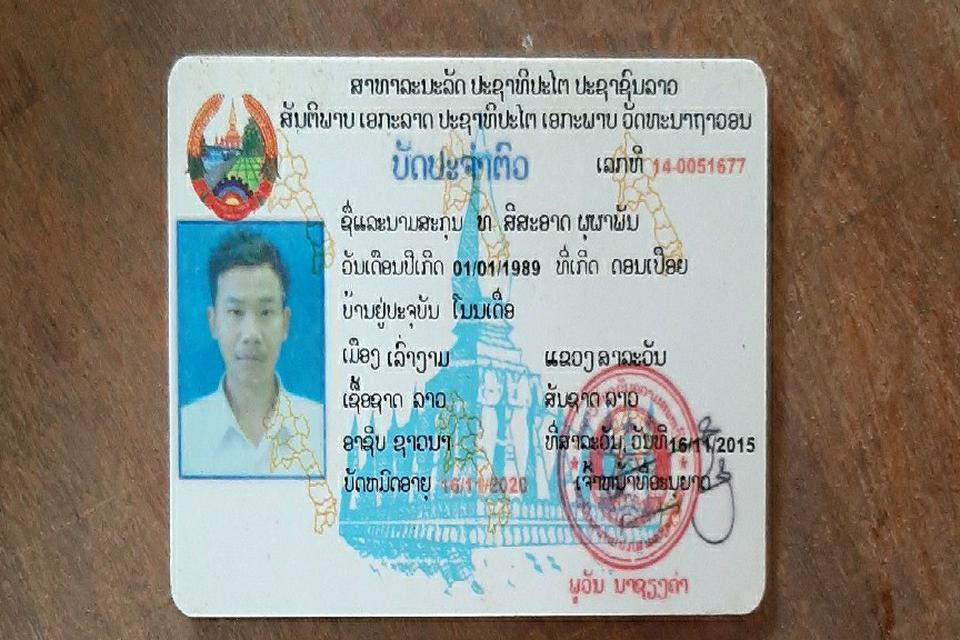 ສາທາລະນະລັດ ປະຊາທິປະໄຕ ປະຊາຊົນລາວ
ສັນຕິພາບ ເອກະລາດ ປະຊາທິປະໄຕ ເອກະພາບ ວັດທະນາຖາວອນ
ບັດປະຈຳຕົວ
ເລກທີ 14-0051677
ຊື່ແລະນາມສະກຸນ ທ ສີສະອາດ ຜຸຜາພັນ
ວັນເດືອນປີເກີດ 01/01/1989 ທີ່ເກີດ ດອນເປືອຍ
ບ້ານຢູ່ປະຈຸບັນ ໂນນເດື່ອ
ເມືອງ ເລົ່າງາມ ແຂວງ ສາລະວັນ
ເຊື້ອຊາດ ລາວ ສັນຊາດ ລາວ
ອາຊີບ ຊາວນາ ທີ່ສາລະວັນ, ວັນທີ 16/11/2015
ບັດຫມົດອາຍຸ 16/11/2020 ເຈົ້າຫນ້າທີ່ອະນຸຍາດ
ພູວັນ ນາຊຽງຄຳ